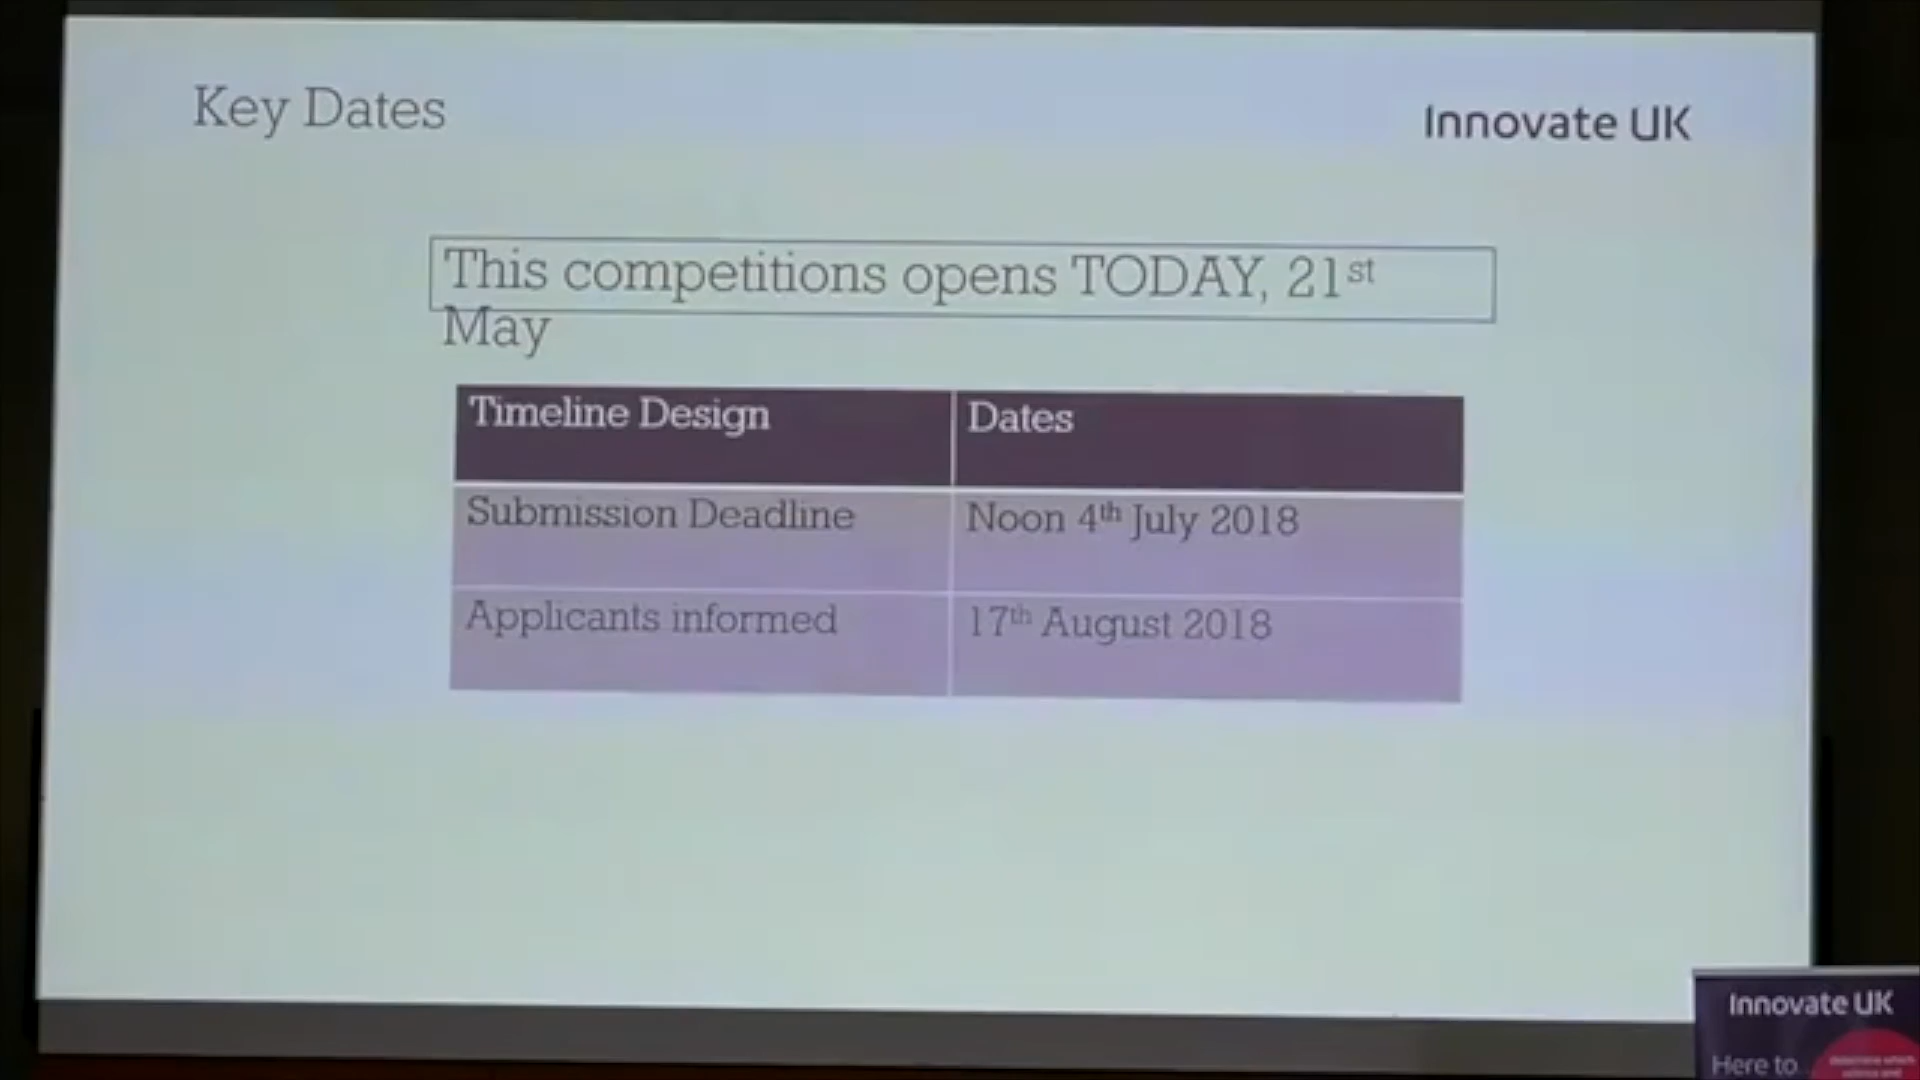 Key Dates
Innovate UK
This competitions opens TODAY, 21st
May
Timeline Design
Dates
Submission Deadline
Noon 4th July 2018
Applicants informed
17th August 2018
Innovate UK
Here to